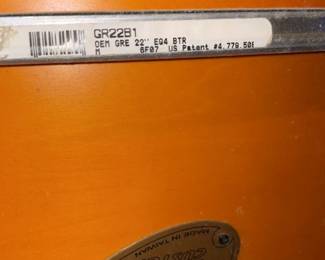 GR22B1
OEM GRE 22" EQ4 BTR
M 6F07 US Patent #4,779,508
MADE IN TAIWAN